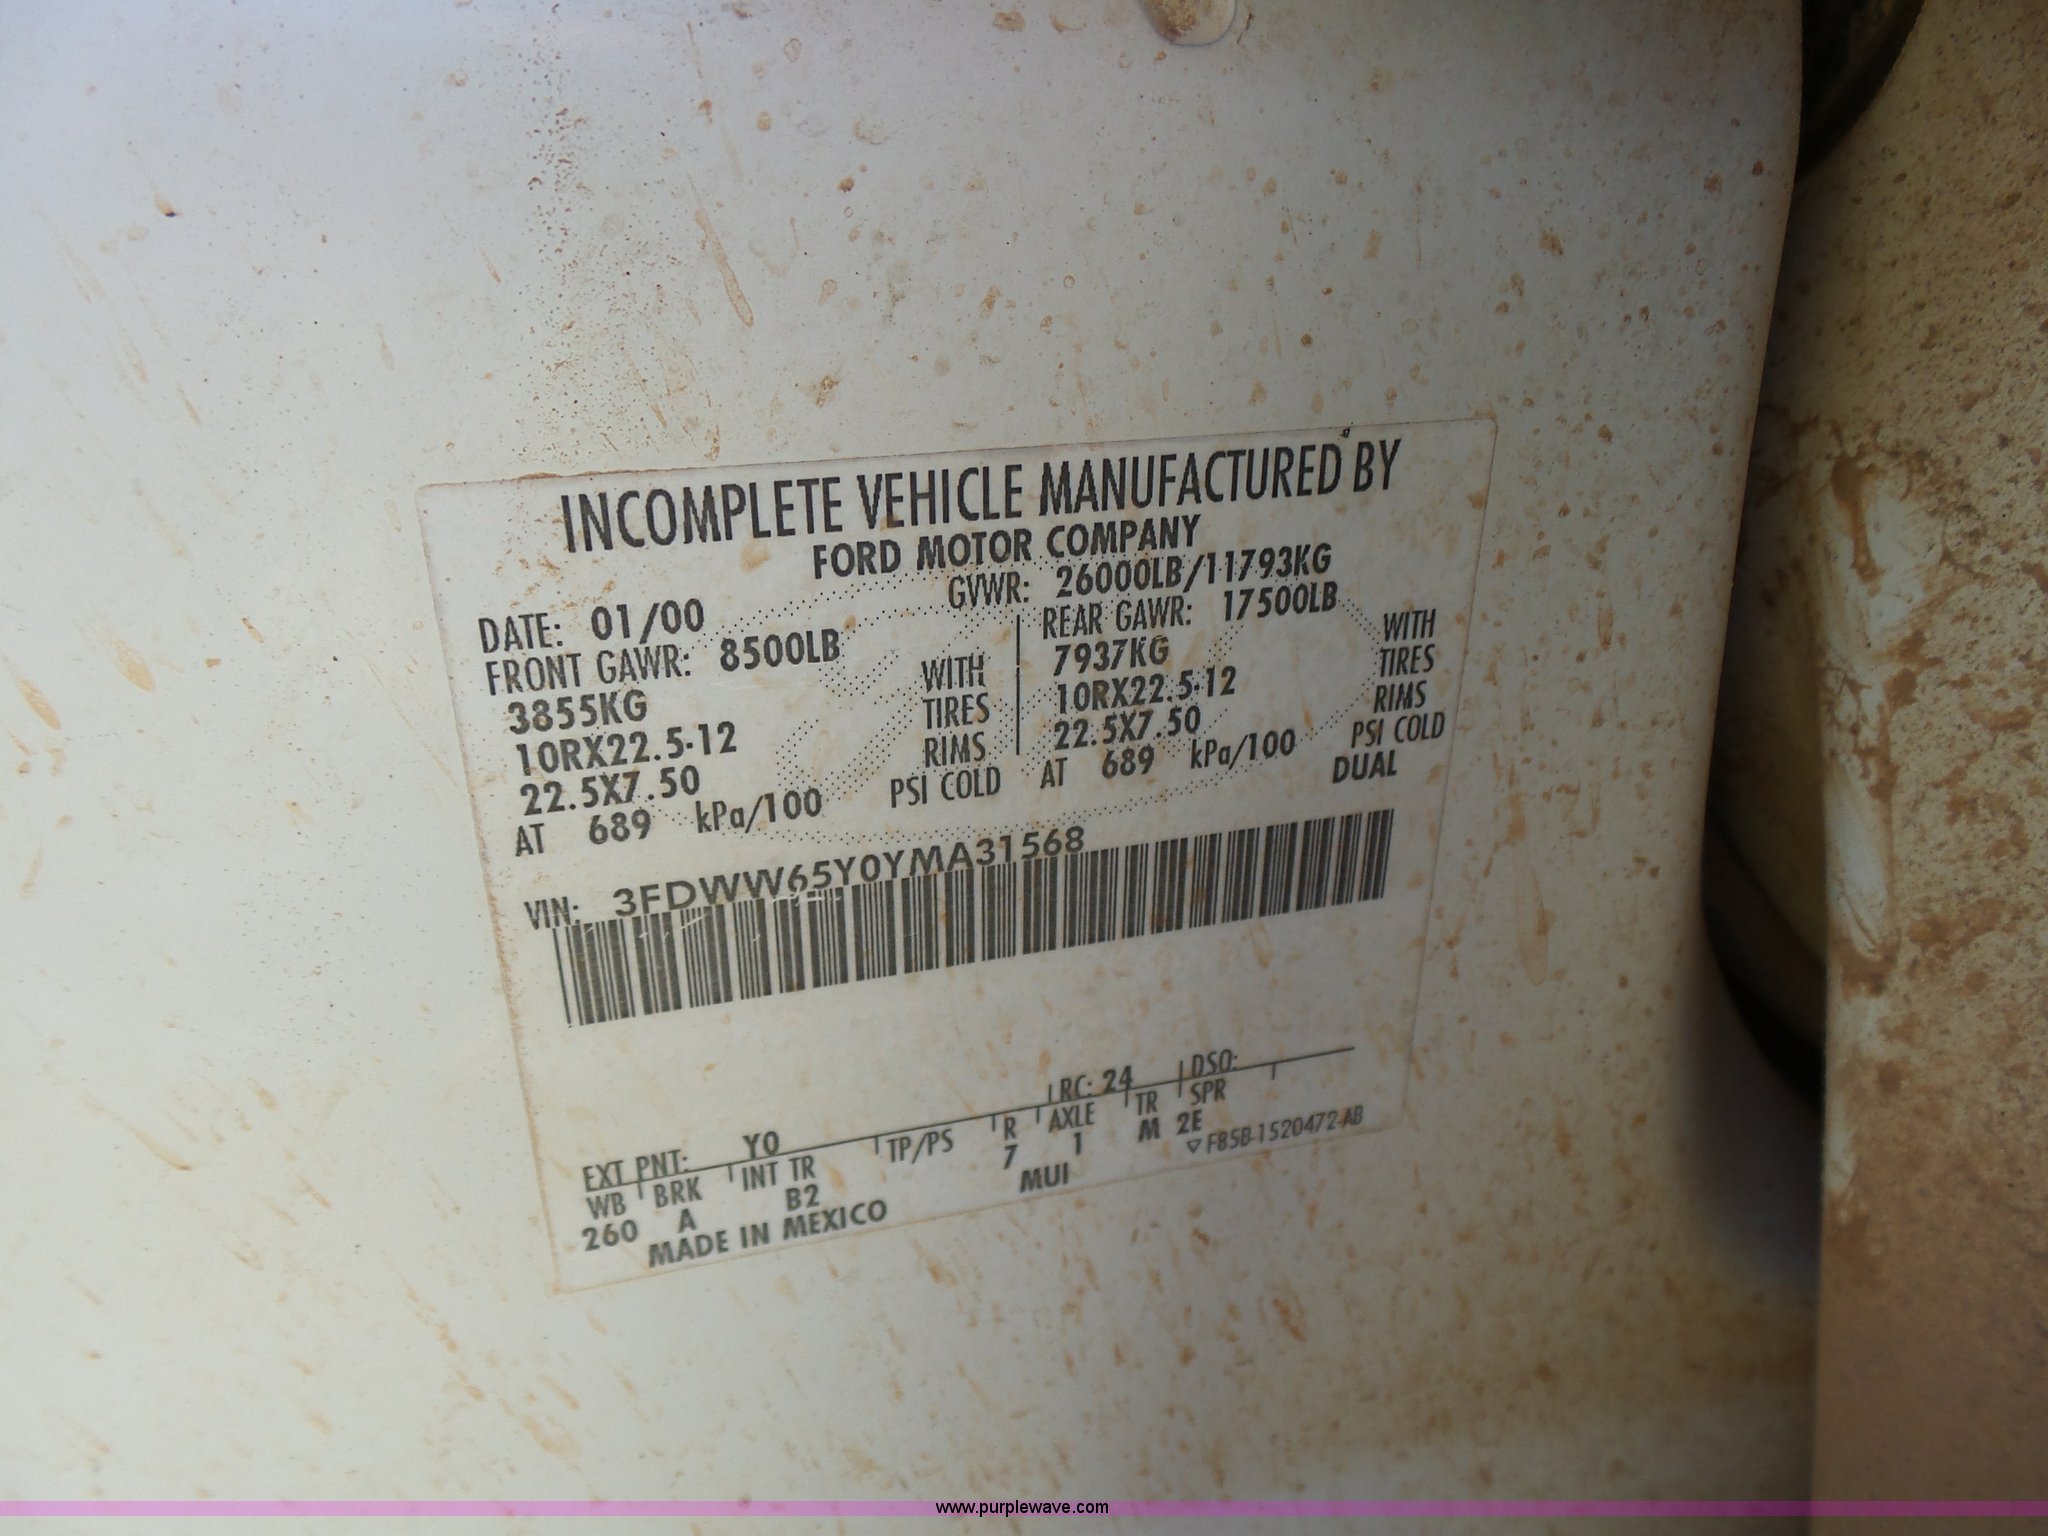 INCOMPLETE VEHICLE MANUFACTURED BY
FORD MOTOR COMPANY
DATE: 01/00 GVWR: 26000LB/11793KG
FRONT GAWR: 8500LB REAR GAWR: 17500LB
3855KG WITH 7937KG WITH
10RX22.5-12 TIRES 10RX22.5-12 TIRES
22.5X7.50 RIMS 22.5X7.50 RIMS
AT 689 kPa/100 PSI COLD AT 689 kPa/100 PSI COLD
DUAL
VIN: 3FDWW65Y0YMA31568
EXT PNT: Y0 RC: 24 DSO:
WB BRK INT TR TP/PS R AXLE TR SPR
260 A B2 7 1 M 2E
MADE IN MEXICO MUI F85B-1520472-AB
www.purplewave.com